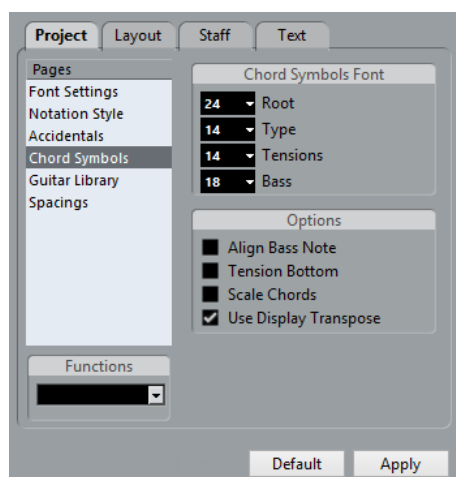 Project Layout Staff Text
Pages
Font Settings
Notation Style
Accidentals
Chord Symbols
Guitar Library
Spacings
Functions
Chord Symbols Font
24 Root
14 Type
14 Tensions
18 Bass
Options
Align Bass Note
Tension Bottom
Scale Chords
Use Display Transpose
Default Apply